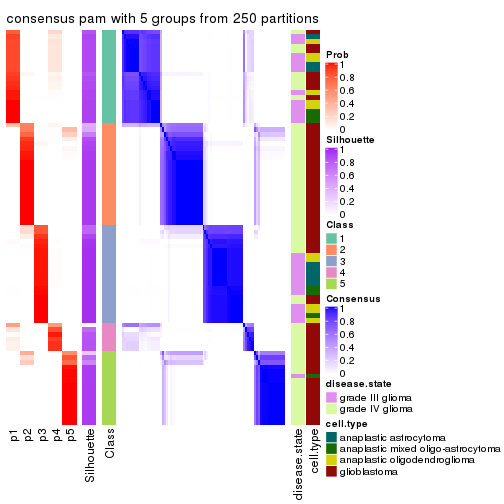 consensus pam with 5 groups from 250 partitions
Prob
1
0.8
0.6
0.4
0.2
0
Silhouette
1
0.8
0.6
0.4
0.2
0
Class
1
2
3
4
5
Consensus
1
0.8
0.6
0.4
0.2
0
disease.state
grade III glioma
grade IV glioma
cell.type
anaplastic astrocytoma
anaplastic mixed oligo-astrocytoma
anaplastic oligodendroglioma
glioblastoma
p1
p2
p3
p4
p5
Silhouette
Class
disease.state
cell.type